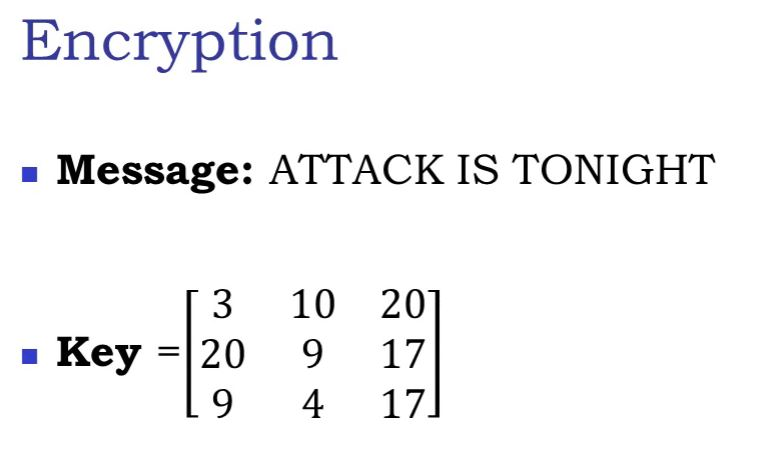 Encryption
▪ Message: ATTACK IS TONIGHT
3 10 20
▪ Key = 20 9 17
9 4 17